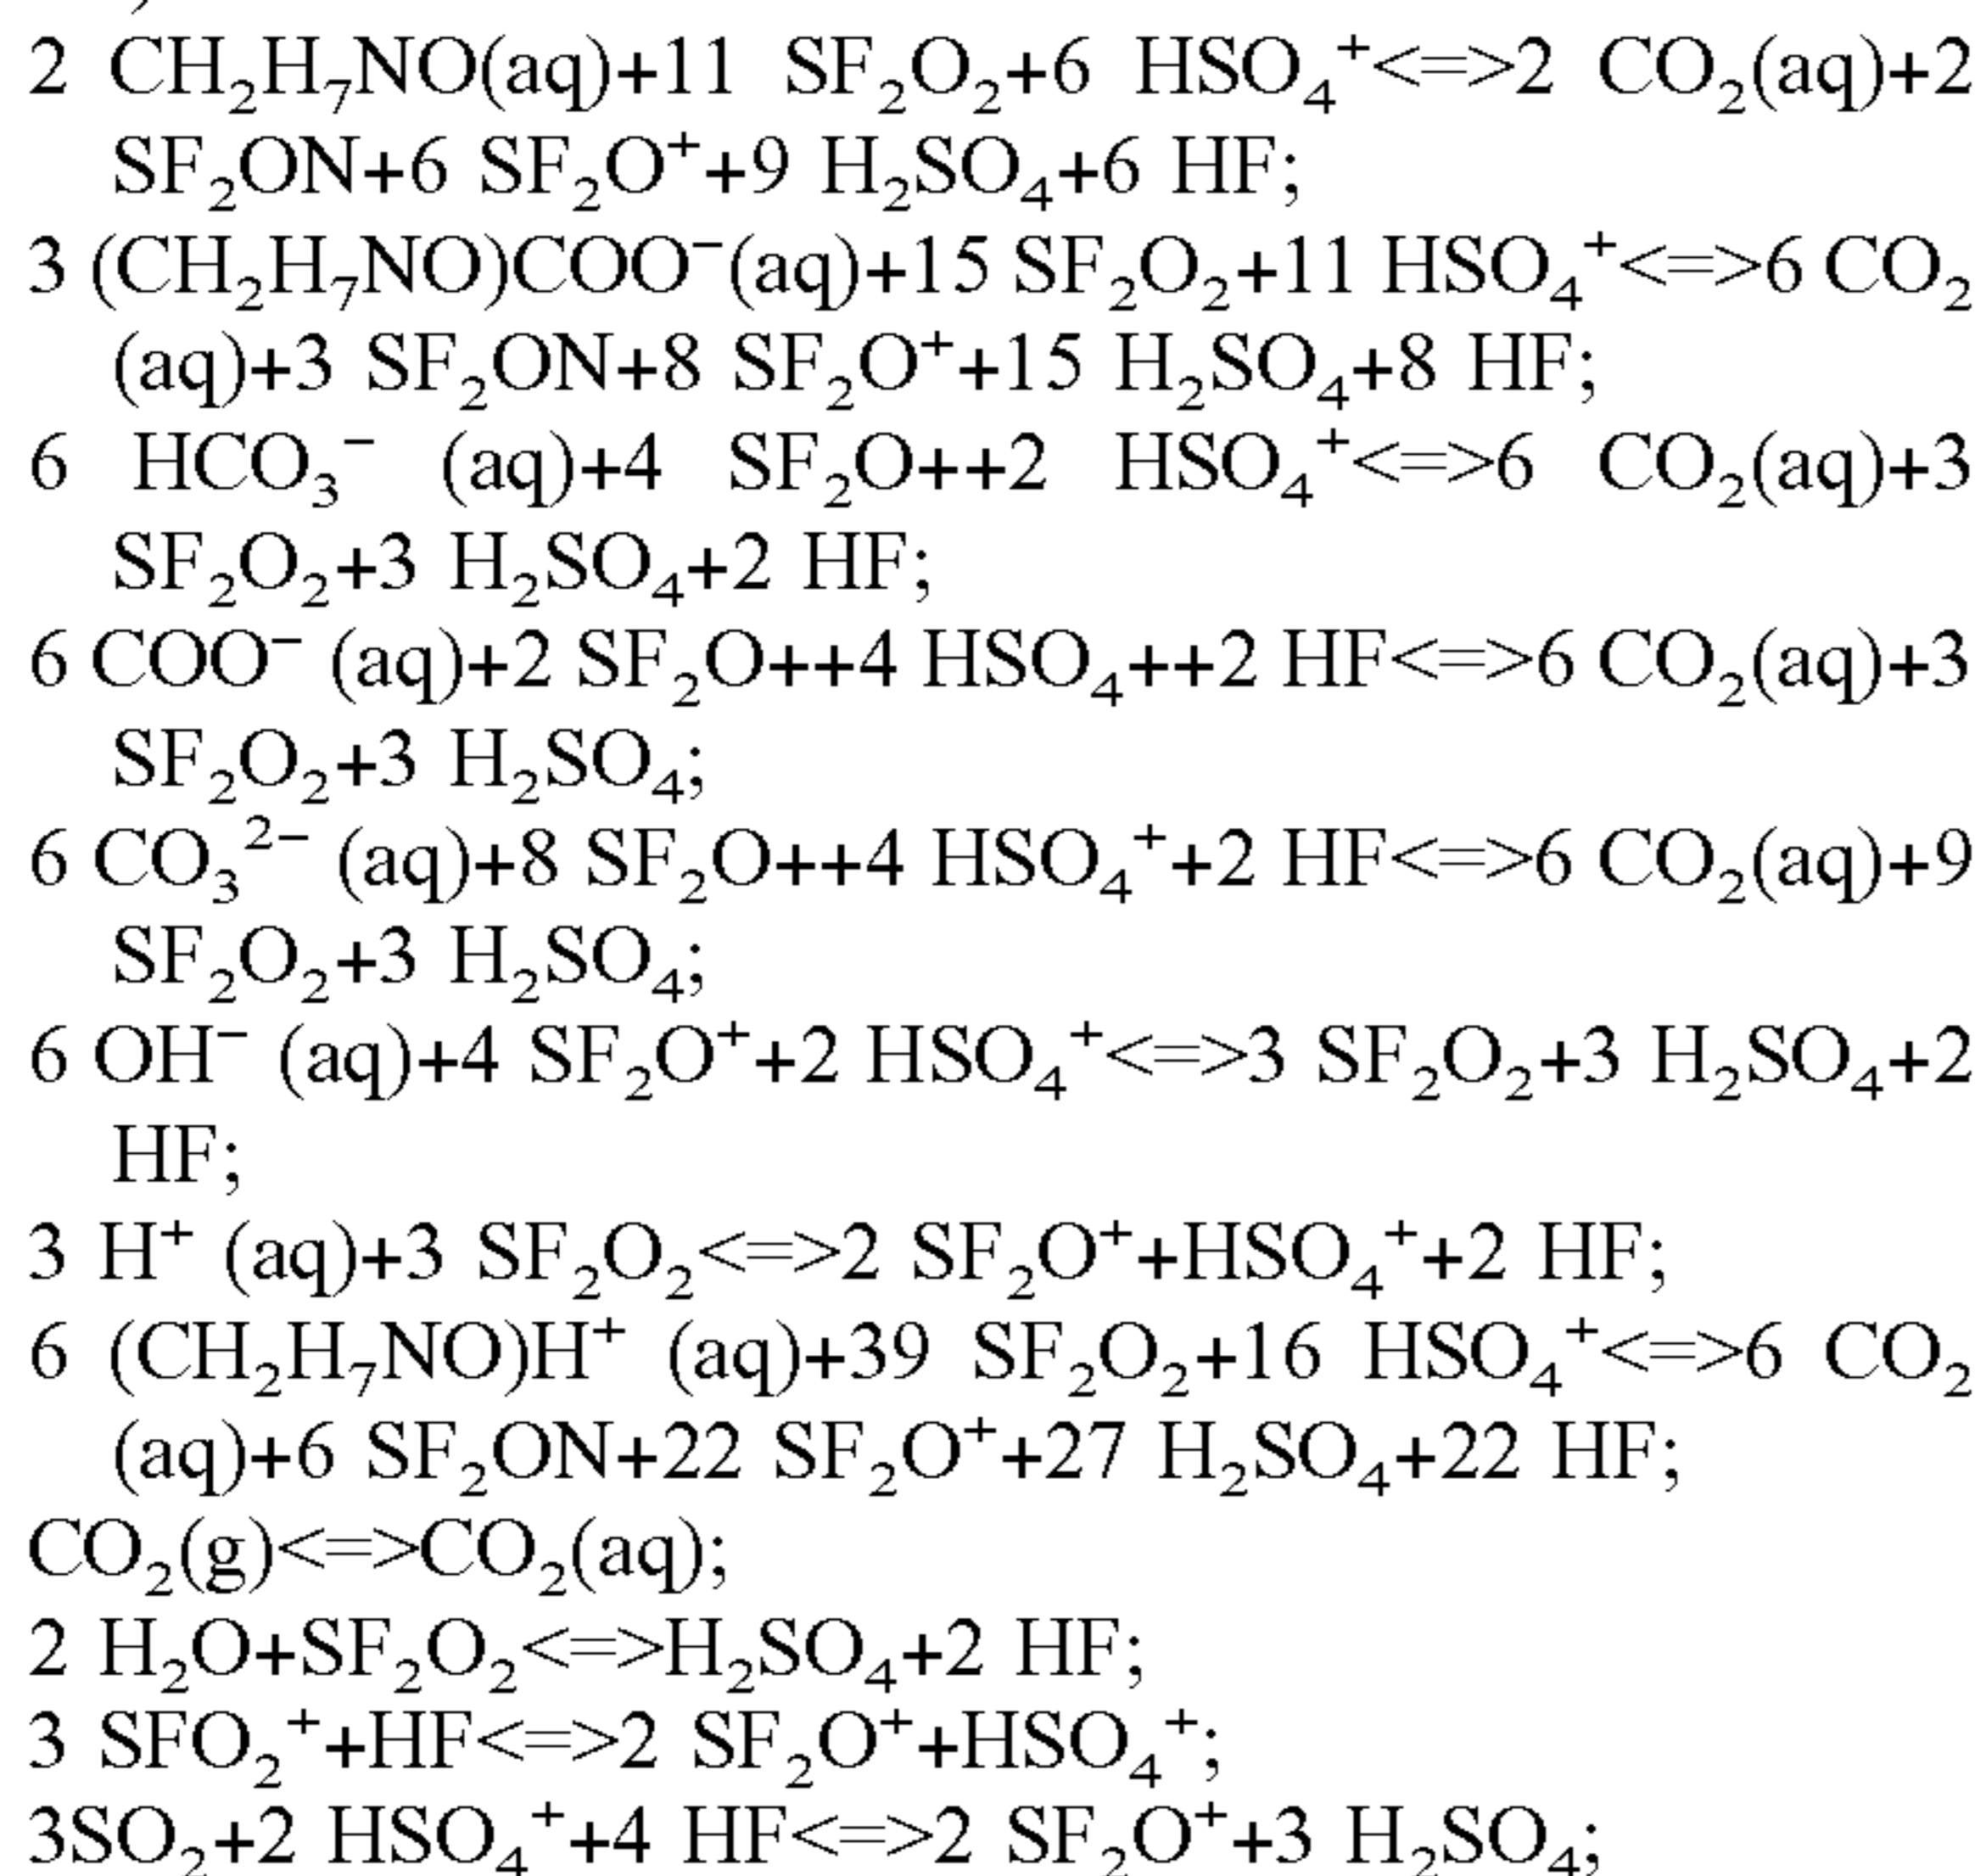 2 CH₂H₇NO(aq)+11 SF₂O₂+6 HSO₄⁺<=>2 CO₂(aq)+2
SF₂ON+6 SF₂O⁺+9 H₂SO₄+6 HF;
3 (CH₂H₇NO)COO⁻(aq)+15 SF₂O₂+11 HSO₄⁺<=>6 CO₂
(aq)+3 SF₂ON+8 SF₂O⁺+15 H₂SO₄+8 HF;
6 HCO₃⁻ (aq)+4 SF₂O++2 HSO₄⁺<=>6 CO₂(aq)+3
SF₂O₂+3 H₂SO₄+2 HF;
6 COO⁻ (aq)+2 SF₂O++4 HSO₄++2 HF<=>6 CO₂(aq)+3
SF₂O₂+3 H₂SO₄;
6 CO₃²⁻ (aq)+8 SF₂O++4 HSO₄⁺+2 HF<=>6 CO₂(aq)+9
SF₂O₂+3 H₂SO₄;
6 OH⁻ (aq)+4 SF₂O⁺+2 HSO₄⁺<=>3 SF₂O₂+3 H₂SO₄+2
HF;
3 H⁺ (aq)+3 SF₂O₂<=>2 SF₂O⁺+HSO₄⁺+2 HF;
6 (CH₂H₇NO)H⁺ (aq)+39 SF₂O₂+16 HSO₄⁺<=>6 CO₂
(aq)+6 SF₂ON+22 SF₂O⁺+27 H₂SO₄+22 HF;
CO₂(g)<=>CO₂(aq);
2 H₂O+SF₂O₂<=>H₂SO₄+2 HF;
3 SFO₂⁺+HF<=>2 SF₂O⁺+HSO₄⁺;
3SO₂+2 HSO₄⁺+4 HF<=>2 SF₂O⁺+3 H₂SO₄;